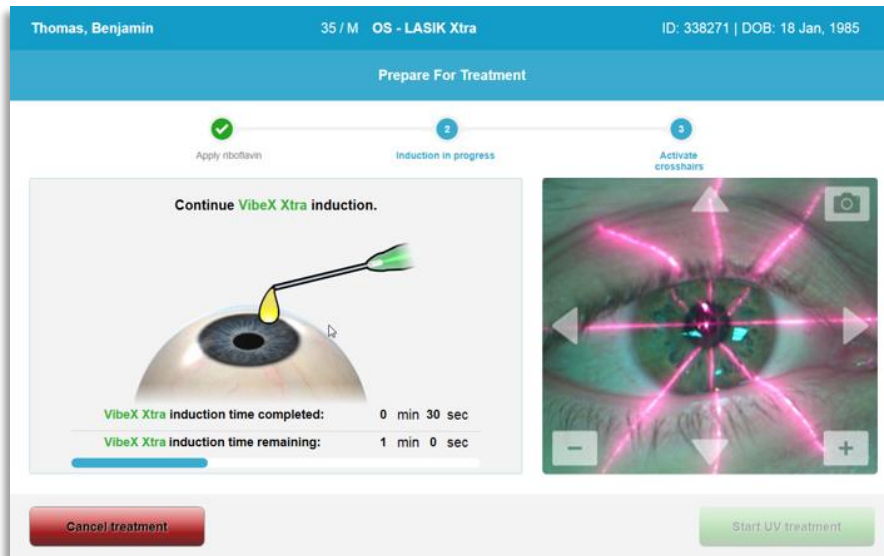 Thomas, Benjamin 35 / M OS - LASIK Xtra ID: 338271 | DOB: 18 Jan, 1985
Prepare For Treatment
2 3
Apply riboflavin Induction in progress Activate
crosshairs
Continue VibeX Xtra induction.
VibeX Xtra induction time completed: 0 min 30 sec
VibeX Xtra induction time remaining: 1 min 0 sec
Cancel treatment Start UV treatment